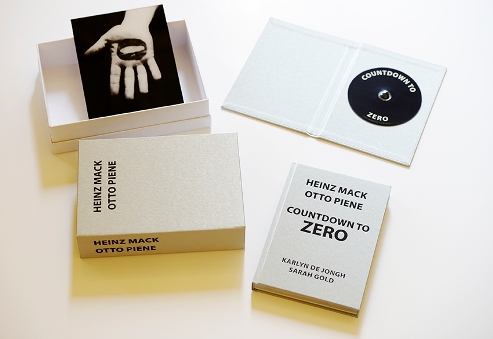 COUNTDOWN TO
ZERO
HEINZ MACK
OTTO PIENE
HEINZ MACK
OTTO PIENE
HEINZ MACK
OTTO PIENE
COUNTDOWN TO
ZERO
KARLYN DE JONGH
SARAH GOLD